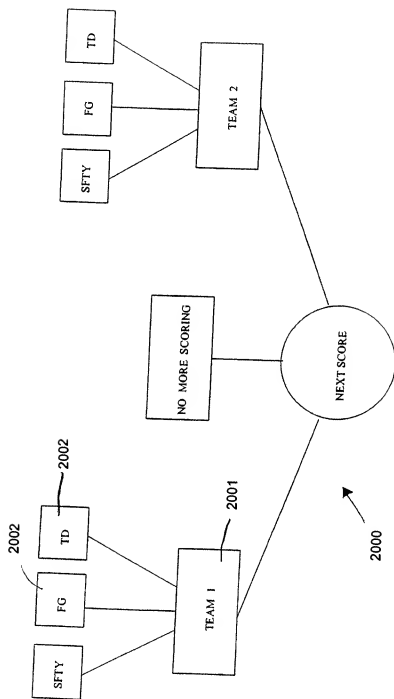 2002
2002
SFTY
FG
TD
SFTY
FG
TD
2001
TEAM 1
NO MORE SCORING
TEAM 2
NEXT SCORE
2000